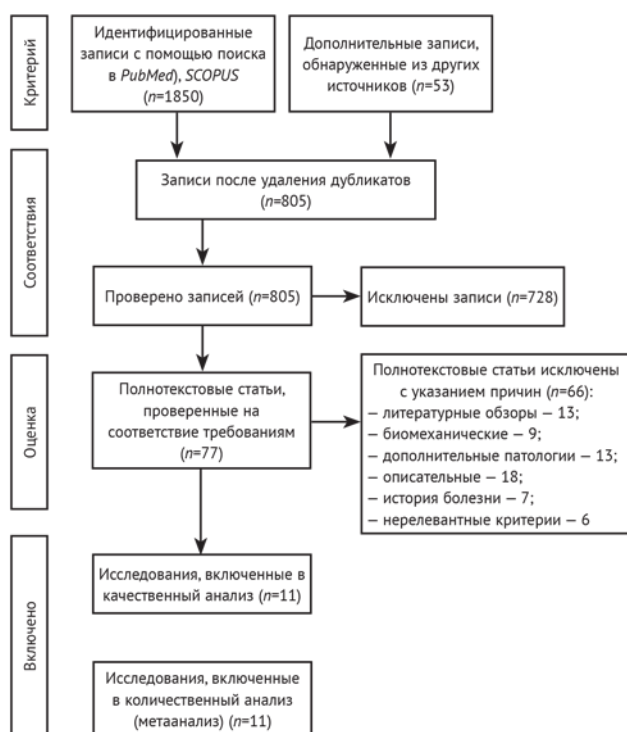 Критерий
Идентифицированные
записи с помощью поиска
в PubMed), SCOPUS
(n=1850)
Дополнительные записи,
обнаруженные из других
источников (n=53)
Соответствия
Записи после удаления дубликатов
(n=805)
Проверено записей (n=805)
Исключены записи (n=728)
Оценка
Полнотекстовые статьи,
проверенные на
соответствие требованиям
(n=77)
Полнотекстовые статьи исключены
с указанием причин (n=66):
— литературные обзоры — 13;
— биомеханические — 9;
— дополнительные патологии — 13;
— описательные — 18;
— история болезни — 7;
— нерелевантные критерии — 6
Включено
Исследования, включенные в
качественный анализ (n=11)
Исследования, включенные
в количественный анализ
(метаанализ) (n=11)